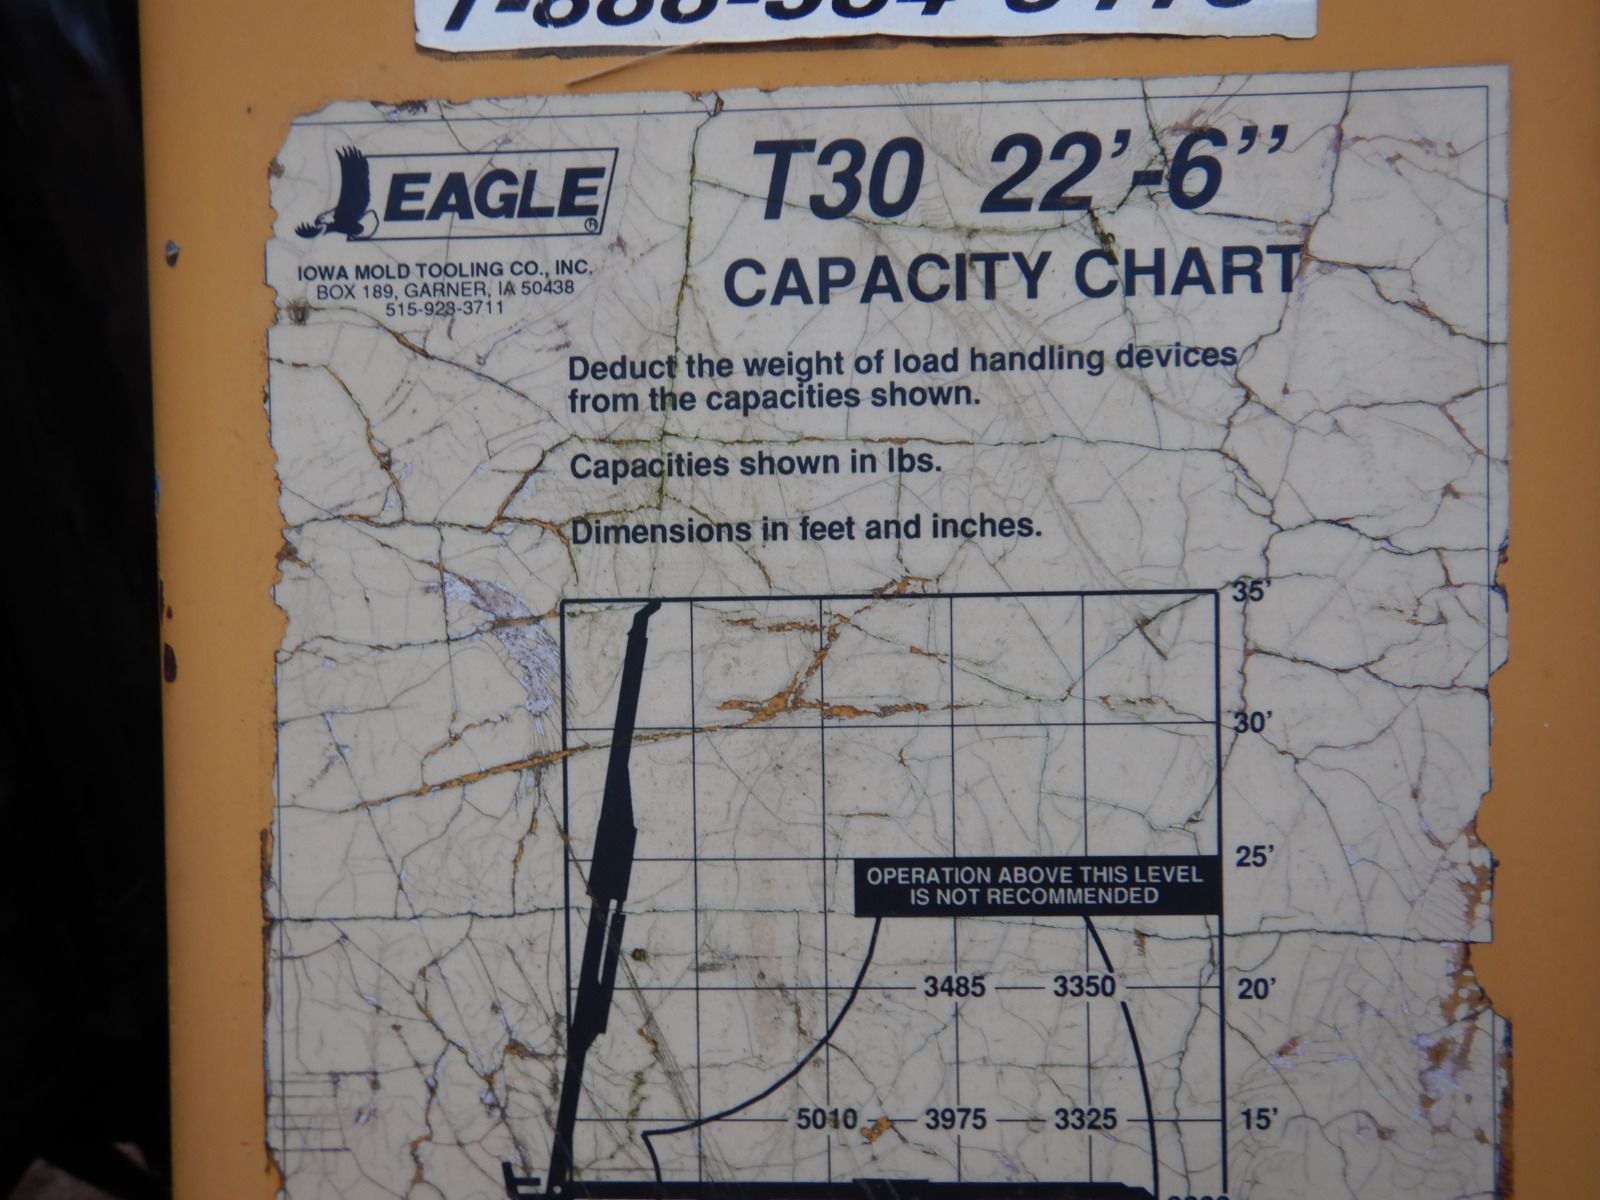 EAGLE
IOWA MOLD TOOLING CO., INC.
BOX 189, GARNER, IA 50438
515-923-3711
T30 22'-6"
CAPACITY CHART
Deduct the weight of load handling devices
from the capacities shown.
Capacities shown in lbs.
Dimensions in feet and inches.
35'
30'
25'
OPERATION ABOVE THIS LEVEL
IS NOT RECOMMENDED
3485 3350 20'
5010 3975 3325 15'